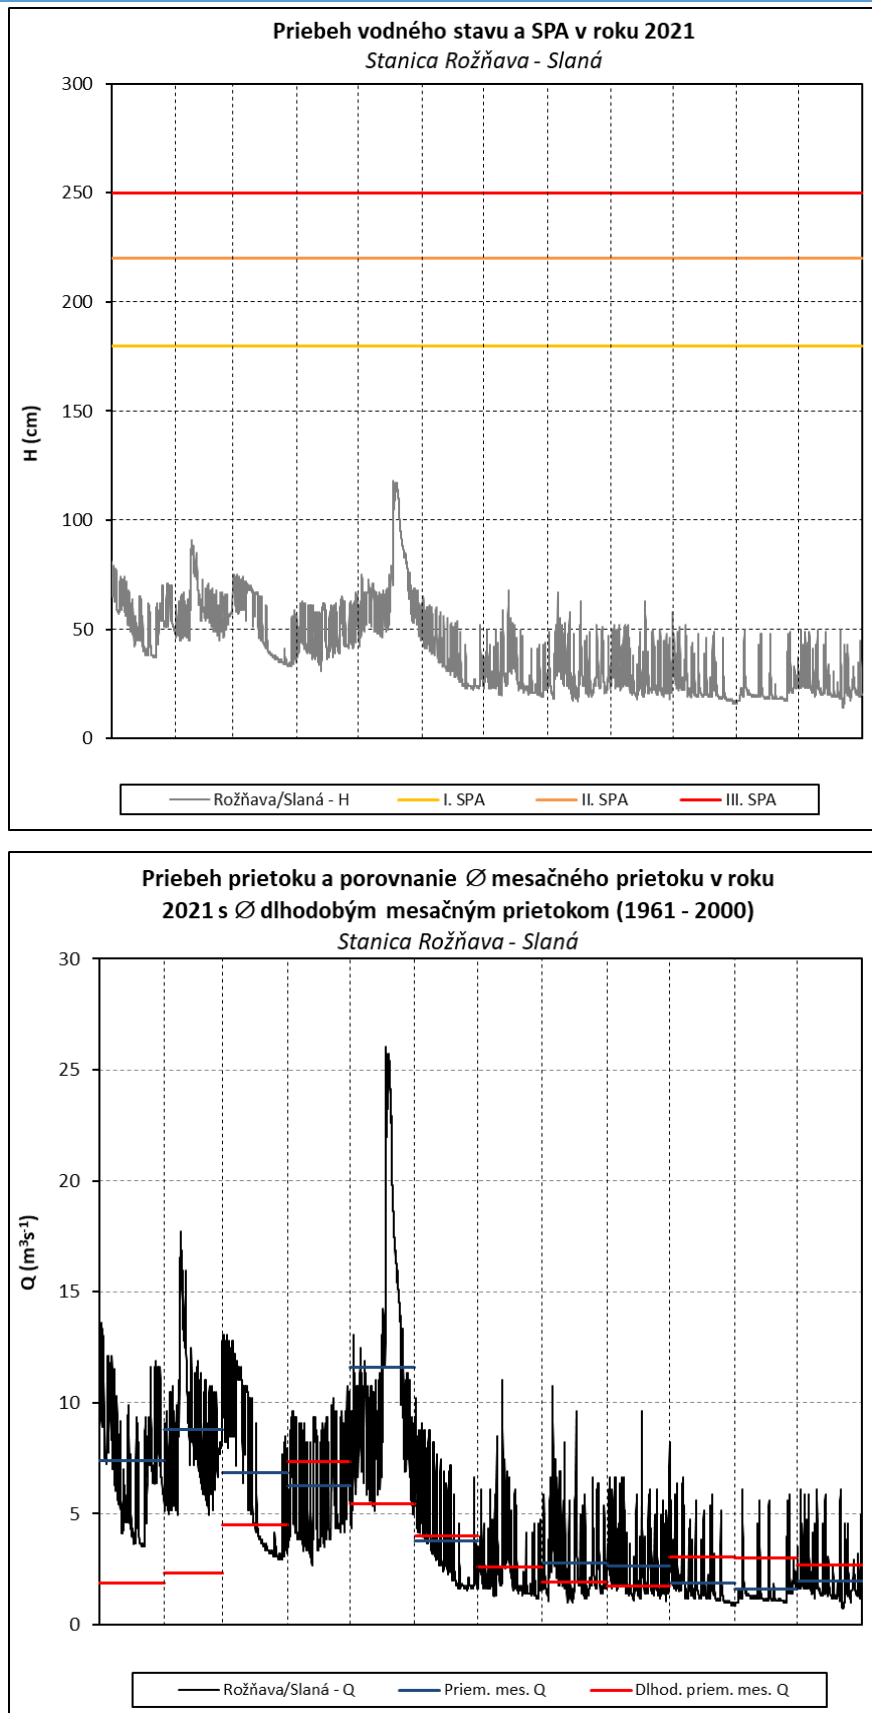 Priebeh vodného stavu a SPA v roku 2021
Stanica Rožňava - Slaná
300
250
200
150
100
50
0
H (cm)
Rožňava/Slaná - H
I. SPA
II. SPA
III. SPA
Priebeh prietoku a porovnanie ∅ mesačného prietoku v roku
2021 s ∅ dlhodobým mesačným prietokom (1961 - 2000)
Stanica Rožňava - Slaná
30
25
20
15
10
5
0
Q (m³s⁻¹)
Rožňava/Slaná - Q
Priem. mes. Q
Dlhod. priem. mes. Q